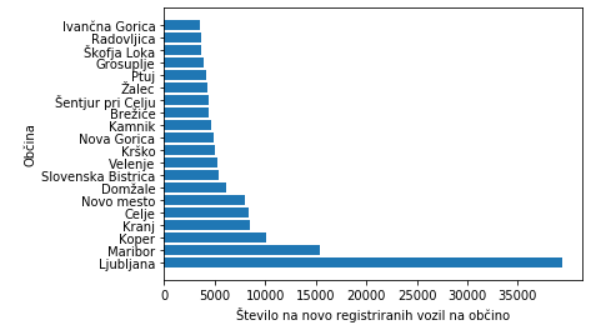 Ivančna Gorica
Radovljica
Škofja Loka
Grosuplje
Ptuj
Žalec
Šentjur pri Celju
Brežice
Kamnik
Nova Gorica
Krško
Velenje
Slovenska Bistrica
Domžale
Novo mesto
Celje
Kranj
Koper
Maribor
Ljubljana
Občina
0 5000 10000 15000 20000 25000 30000 35000
Število na novo registriranih vozil na občino